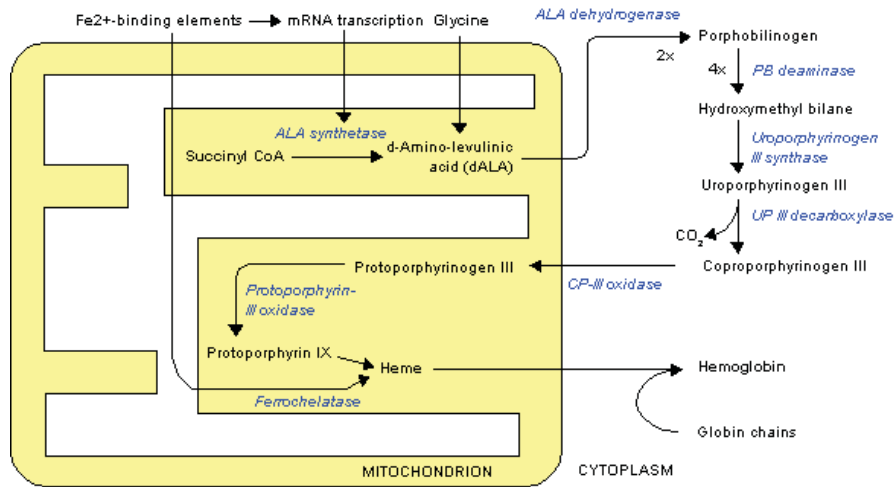 Fe2+-binding elements
mRNA transcription
Glycine
ALA dehydrogenase
2x
Porphobilinogen
4x
PB deaminase
Hydroxymethyl bilane
ALA synthetase
Succinyl CoA
d-Amino-levulinic
acid (dALA)
Uroporphyrinogen
III synthase
Uroporphyrinogen III
UP III decarboxylase
CO2
Coproporphyrinogen III
CP-III oxidase
Protoporphyrinogen III
Protoporphyrin-
III oxidase
Protoporphyrin IX
Heme
Ferrochelatase
Hemoglobin
Globin chains
MITOCHONDRION
CYTOPLASM